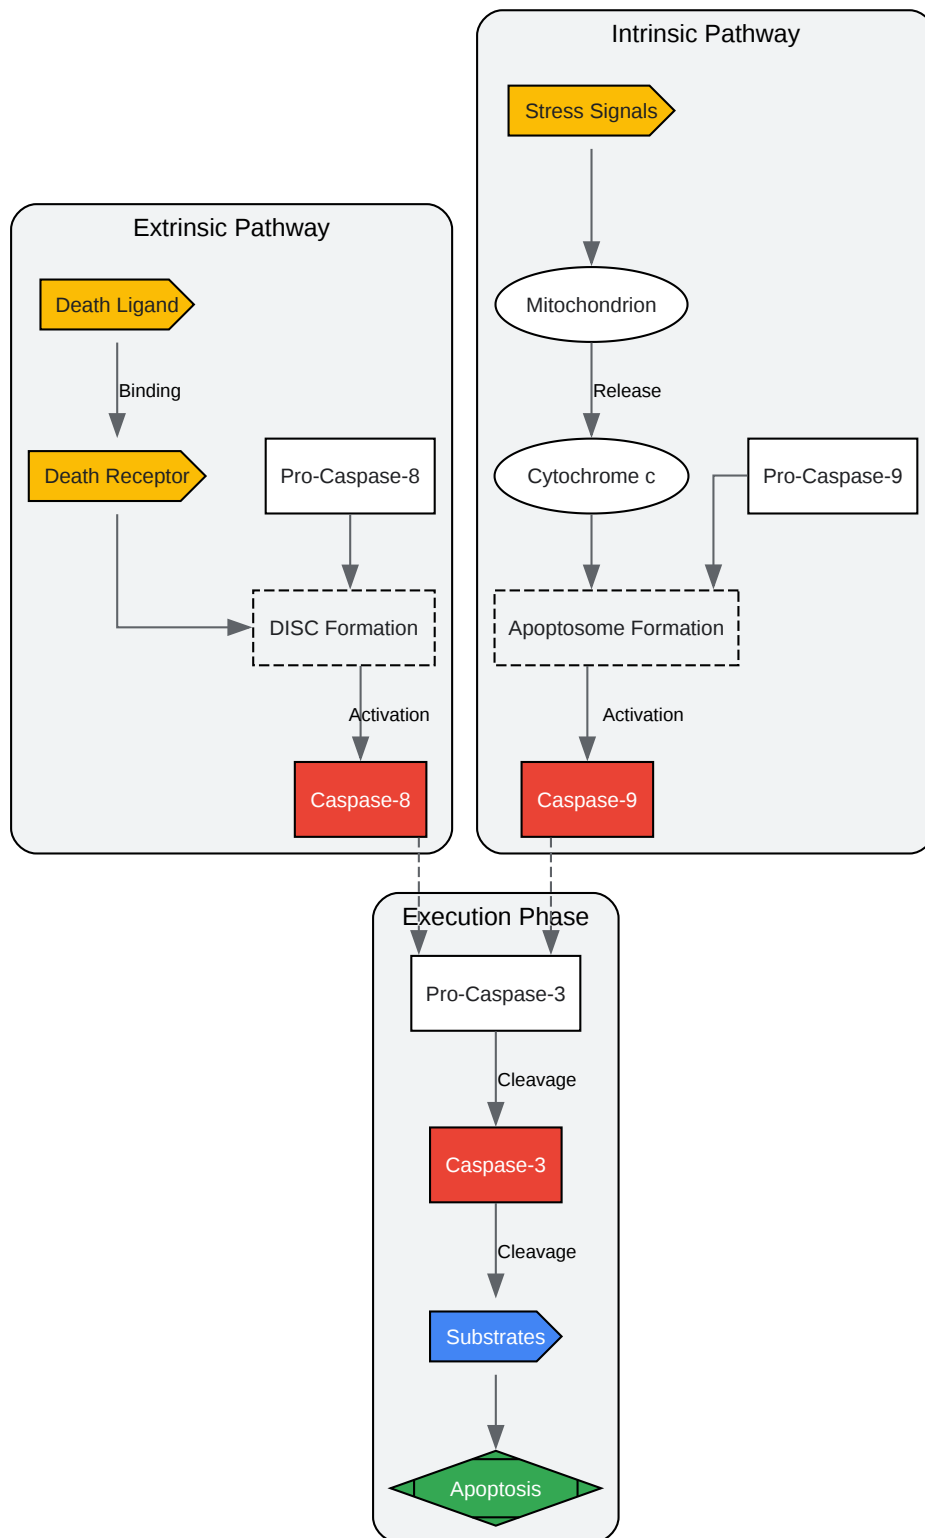 Intrinsic Pathway
Stress Signals
Mitochondrion
Release
Cytochrome c
Pro-Caspase-9
Apoptosome Formation
Activation
Caspase-9
Extrinsic Pathway
Death Ligand
Binding
Death Receptor
Pro-Caspase-8
DISC Formation
Activation
Caspase-8
Execution Phase
Pro-Caspase-3
Cleavage
Caspase-3
Cleavage
Substrates
Apoptosis